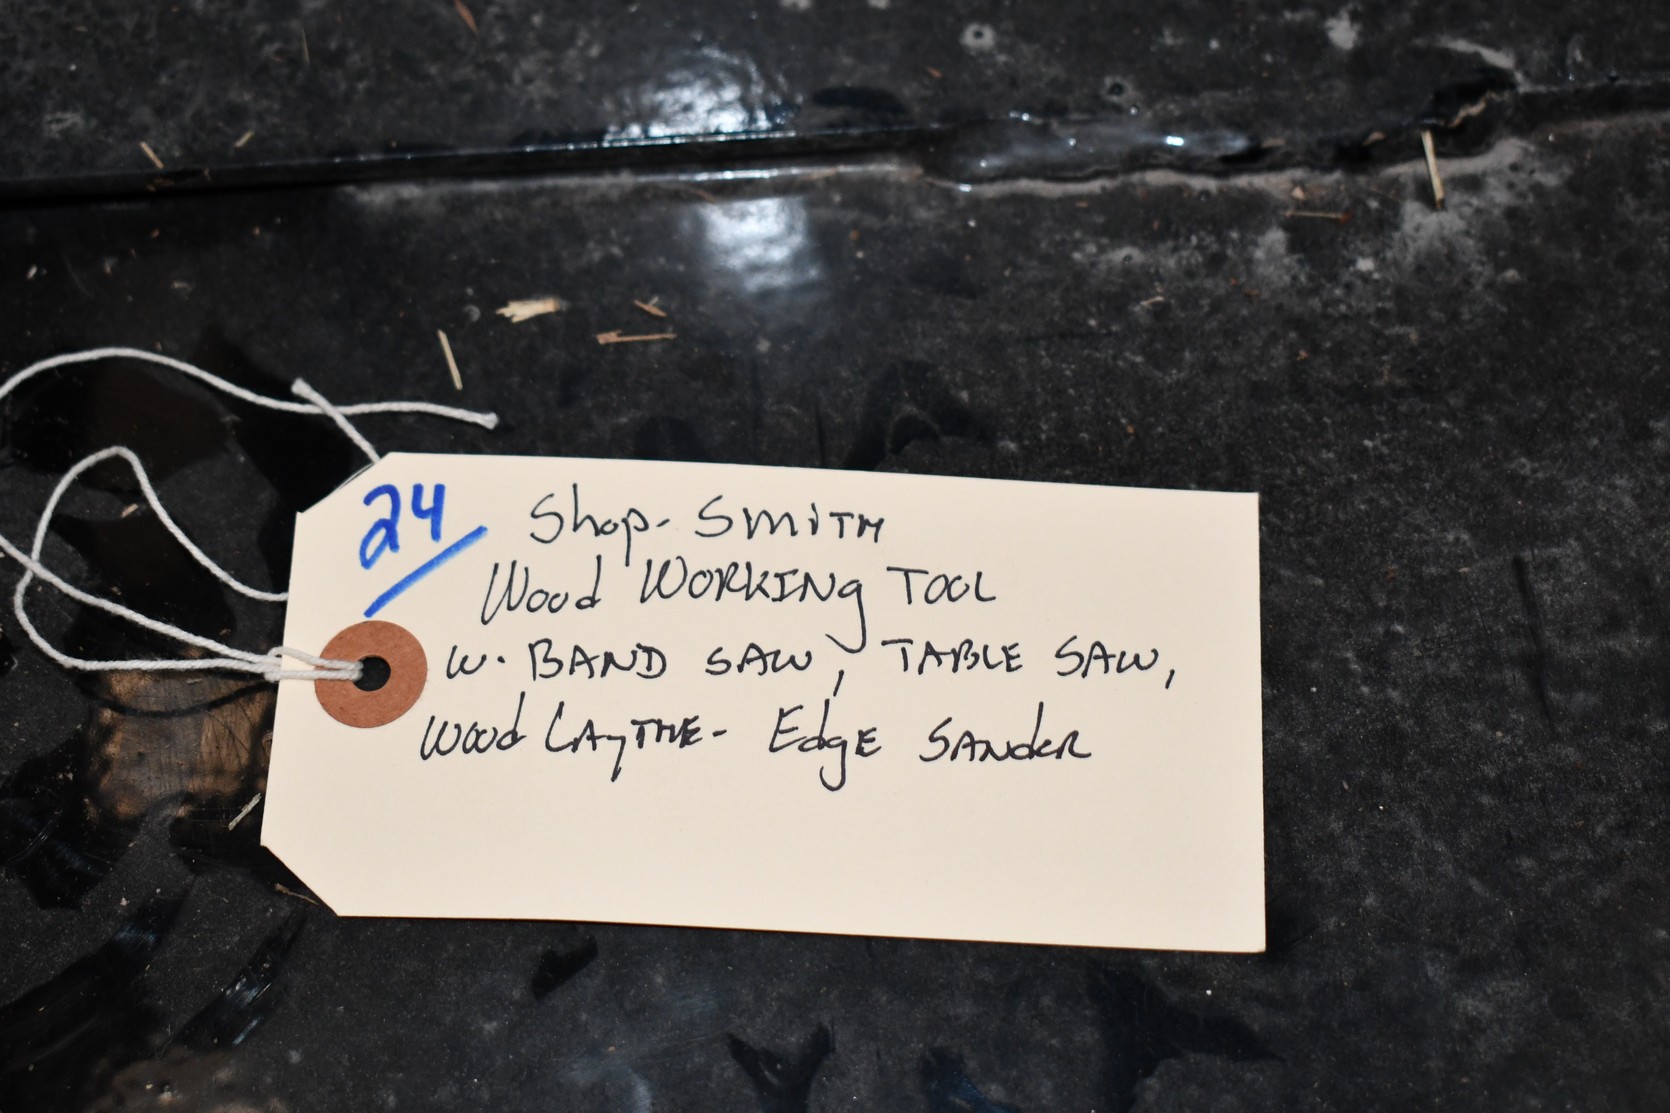 24 Shop-Smith
Wood WORKING TOOL
w. BAND SAW, TABLE SAW,
Wood LAyTHE- EdgE SANdER